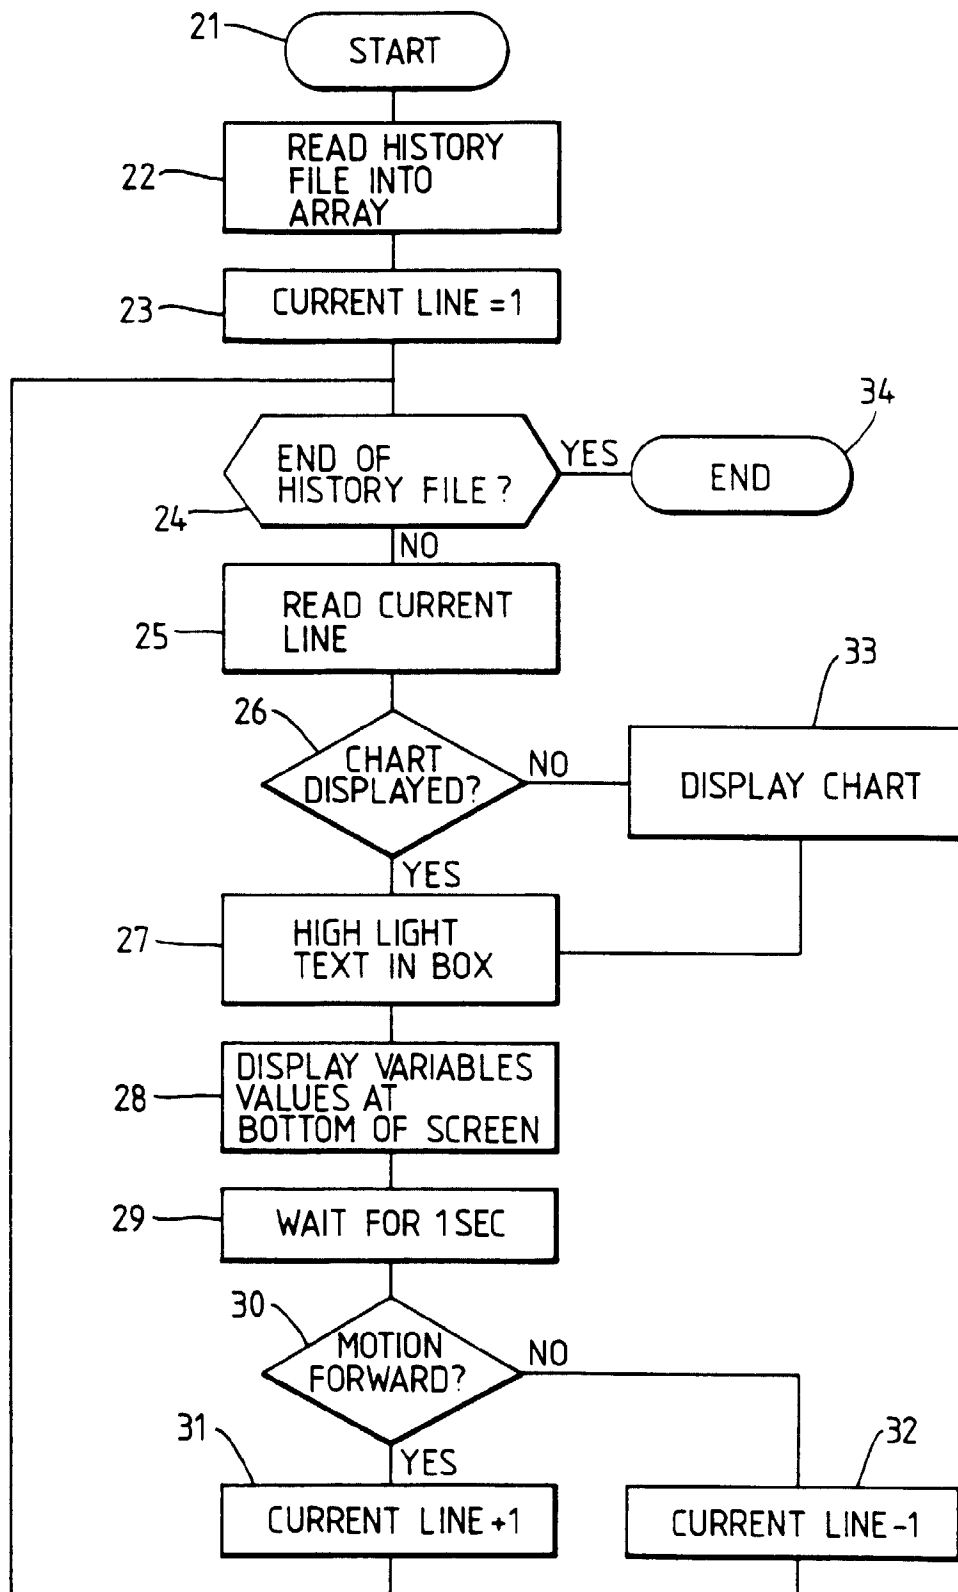 21
START
22
READ HISTORY
FILE INTO
ARRAY
23
CURRENT LINE = 1
34
END OF
HISTORY FILE ?
YES
END
24
NO
25
READ CURRENT
LINE
33
26
CHART
DISPLAYED?
NO
DISPLAY CHART
YES
27
HIGH LIGHT
TEXT IN BOX
28
DISPLAY VARIABLES
VALUES AT
BOTTOM OF SCREEN
29
WAIT FOR 1 SEC
30
MOTION
FORWARD?
NO
31
YES
32
CURRENT LINE+1
CURRENT LINE-1